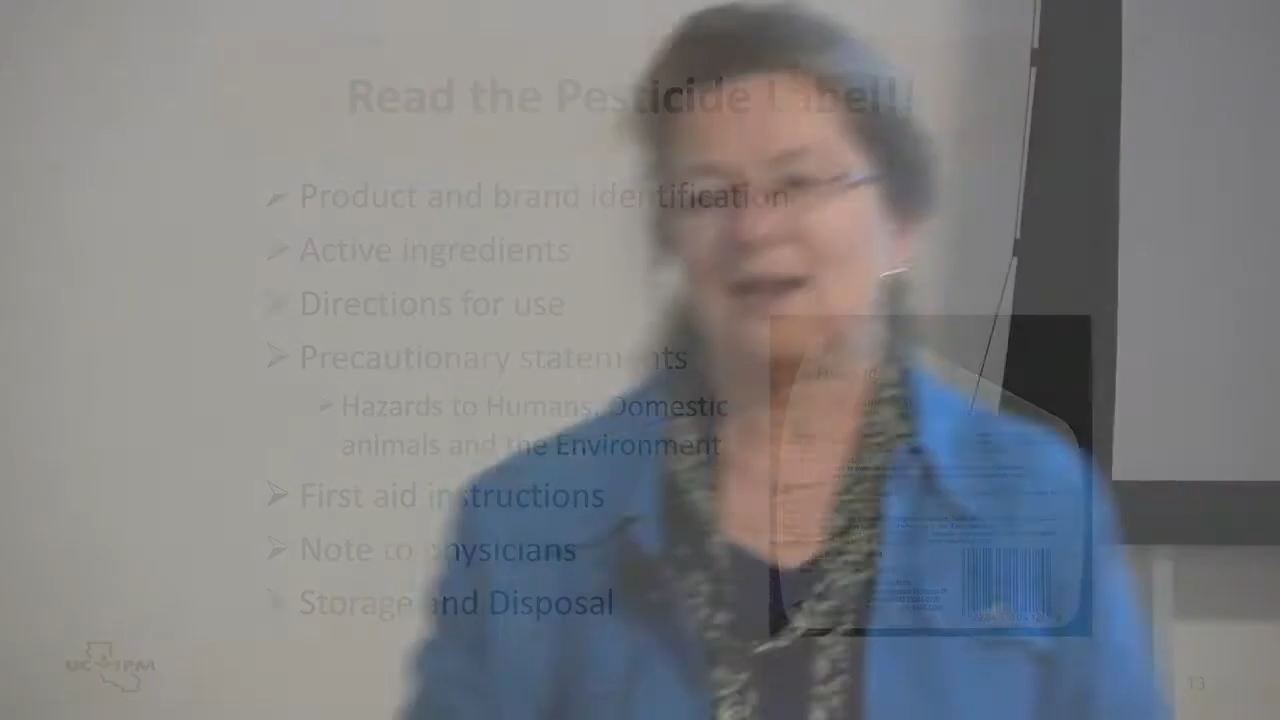 Read the Pesticide Label!!
Product and brand identification
Active ingredients
Directions for use
Precautionary statements
Hazards to Humans, Domestic
animals and the Environment
First aid instructions
Note to physicians
Storage and Disposal
UC IPM
13